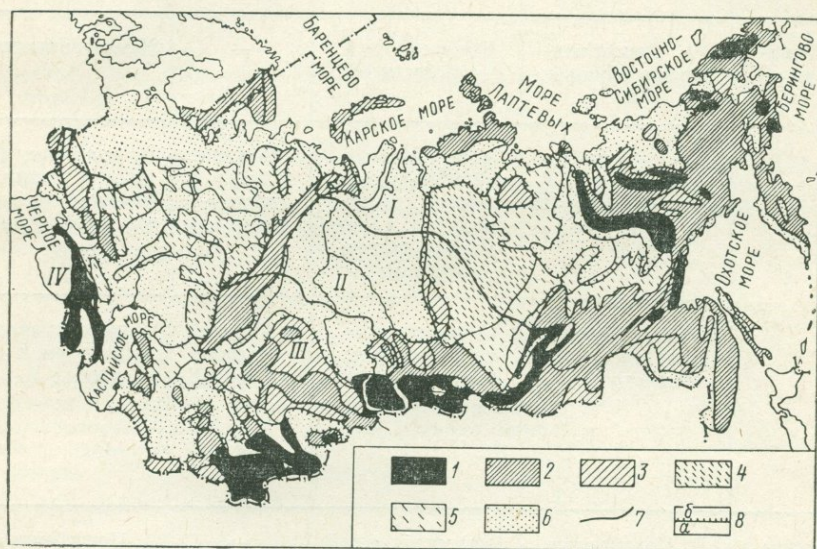 БАРЕНЦЕВО
МОРЕ
КАРСКОЕ МОРЕ
МОРЕ
ЛАПТЕВЫХ
ВОСТОЧНО-
СИБИРСКОЕ
МОРЕ
БЕРИНГОВО
МОРЕ
ОХОТСКОЕ
МОРЕ
ЧЕРНОЕ
МОРЕ
КАСПИЙСКОЕ МОРЕ
I
I
II
III
IV
1
2
3
4
5
6
7
б
а
8